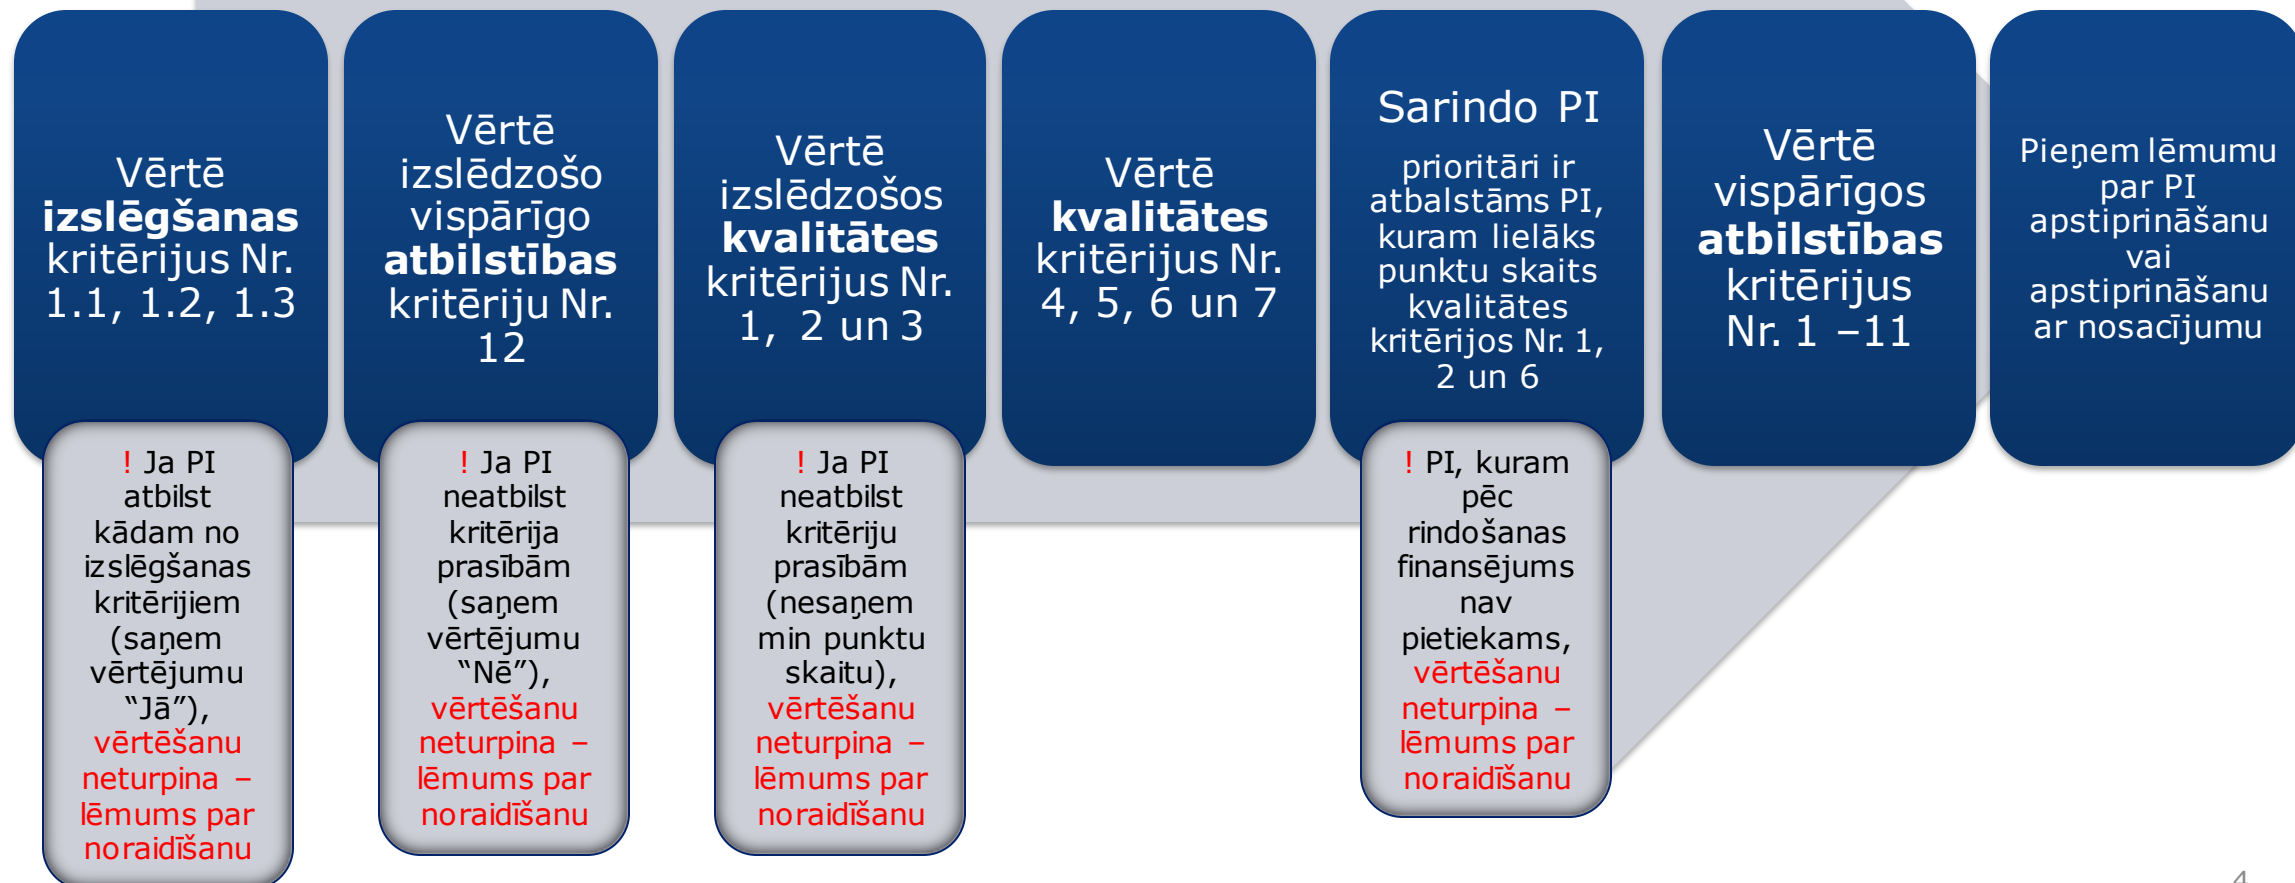 Vērtē
izslēgšanas
kritērijus Nr.
1.1, 1.2, 1.3
! Ja PI
atbilst
kādam no
izslēgšanas
kritērijiem
(saņem
vērtējumu
“Jā”),
vērtēšanu
neturpina –
lēmums par
noraidīšanu
Vērtē
izslēdzošo
vispārīgo
atbilstības
kritēriju Nr.
12
! Ja PI
neatbilst
kritērija
prasībām
(saņem
vērtējumu
“Nē”),
vērtēšanu
neturpina –
lēmums par
noraidīšanu
Vērtē
izslēdzošos
kvalitātes
kritērijus Nr.
1, 2 un 3
! Ja PI
neatbilst
kritēriju
prasībām
(nesaņem
min punktu
skaitu),
vērtēšanu
neturpina –
lēmums par
noraidīšanu
Vērtē
kvalitātes
kritērijus Nr.
4, 5, 6 un 7
Sarindo PI
prioritāri ir
atbalstāms PI,
kuram lielāks
punktu skaits
kvalitātes
kritērijos Nr. 1,
2 un 6
! PI, kuram
pēc
rindošanas
finansējums
nav
pietiekams,
vērtēšanu
neturpina –
lēmums par
noraidīšanu
Vērtē
vispārīgos
atbilstības
kritērijus
Nr. 1 –11
Pieņem lēmumu
par PI
apstiprināšanu
vai
apstiprināšanu
ar nosacījumu
4